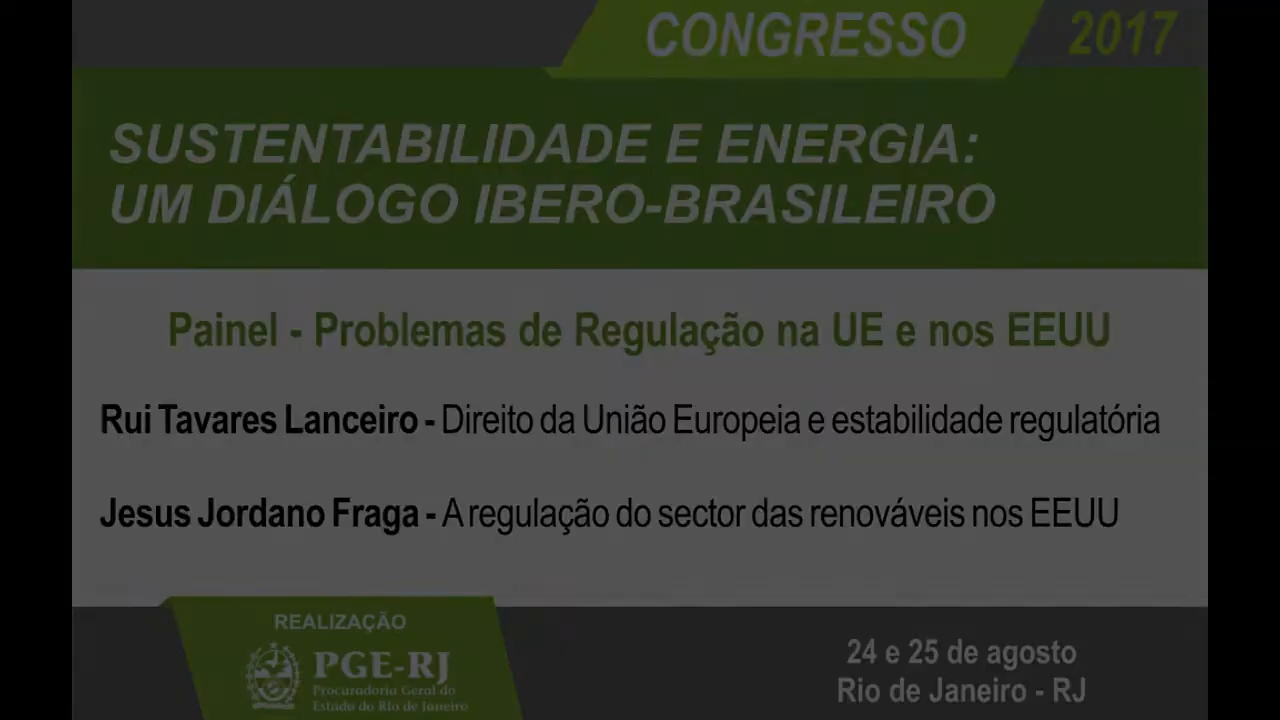 CONGRESSO 2017
SUSTENTABILIDADE E ENERGIA:
UM DIÁLOGO IBERO-BRASILEIRO
Painel - Problemas de Regulação na UE e nos EEUU
Rui Tavares Lanceiro - Direito da União Europeia e estabilidade regulatória
Jesus Jordano Fraga - A regulação do sector das renováveis nos EEUU
REALIZAÇÃO
PGE-RJ
Procuradoria Geral do
Estado do Rio de Janeiro
24 e 25 de agosto
Rio de Janeiro - RJ